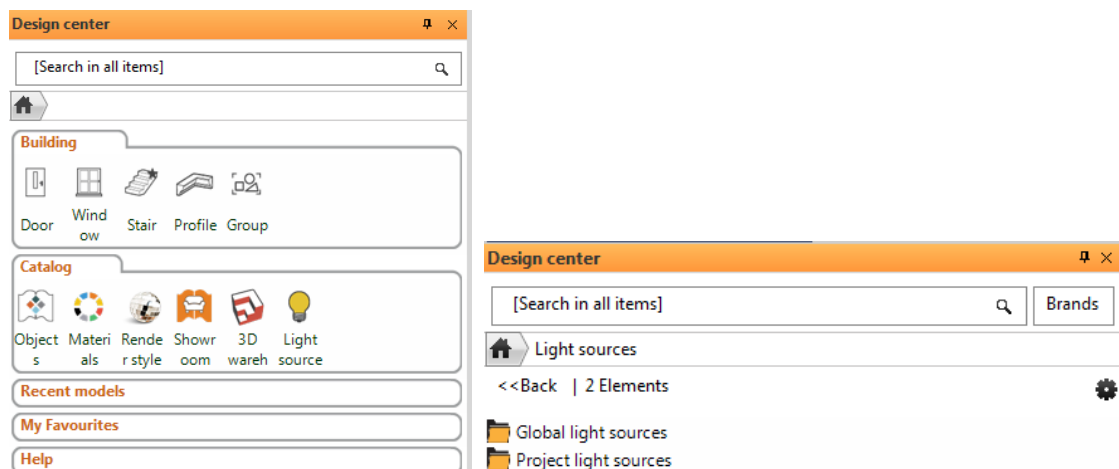 Design center
[Search in all items]
Building
Door Wind
ow Stair Profile Group
Catalog
Object
s Materi
als Rende
r style Showr
oom 3D
wareh Light
source
Recent models
My Favourites
Help
Design center
[Search in all items] Brands
Light sources
<<Back | 2 Elements
Global light sources
Project light sources